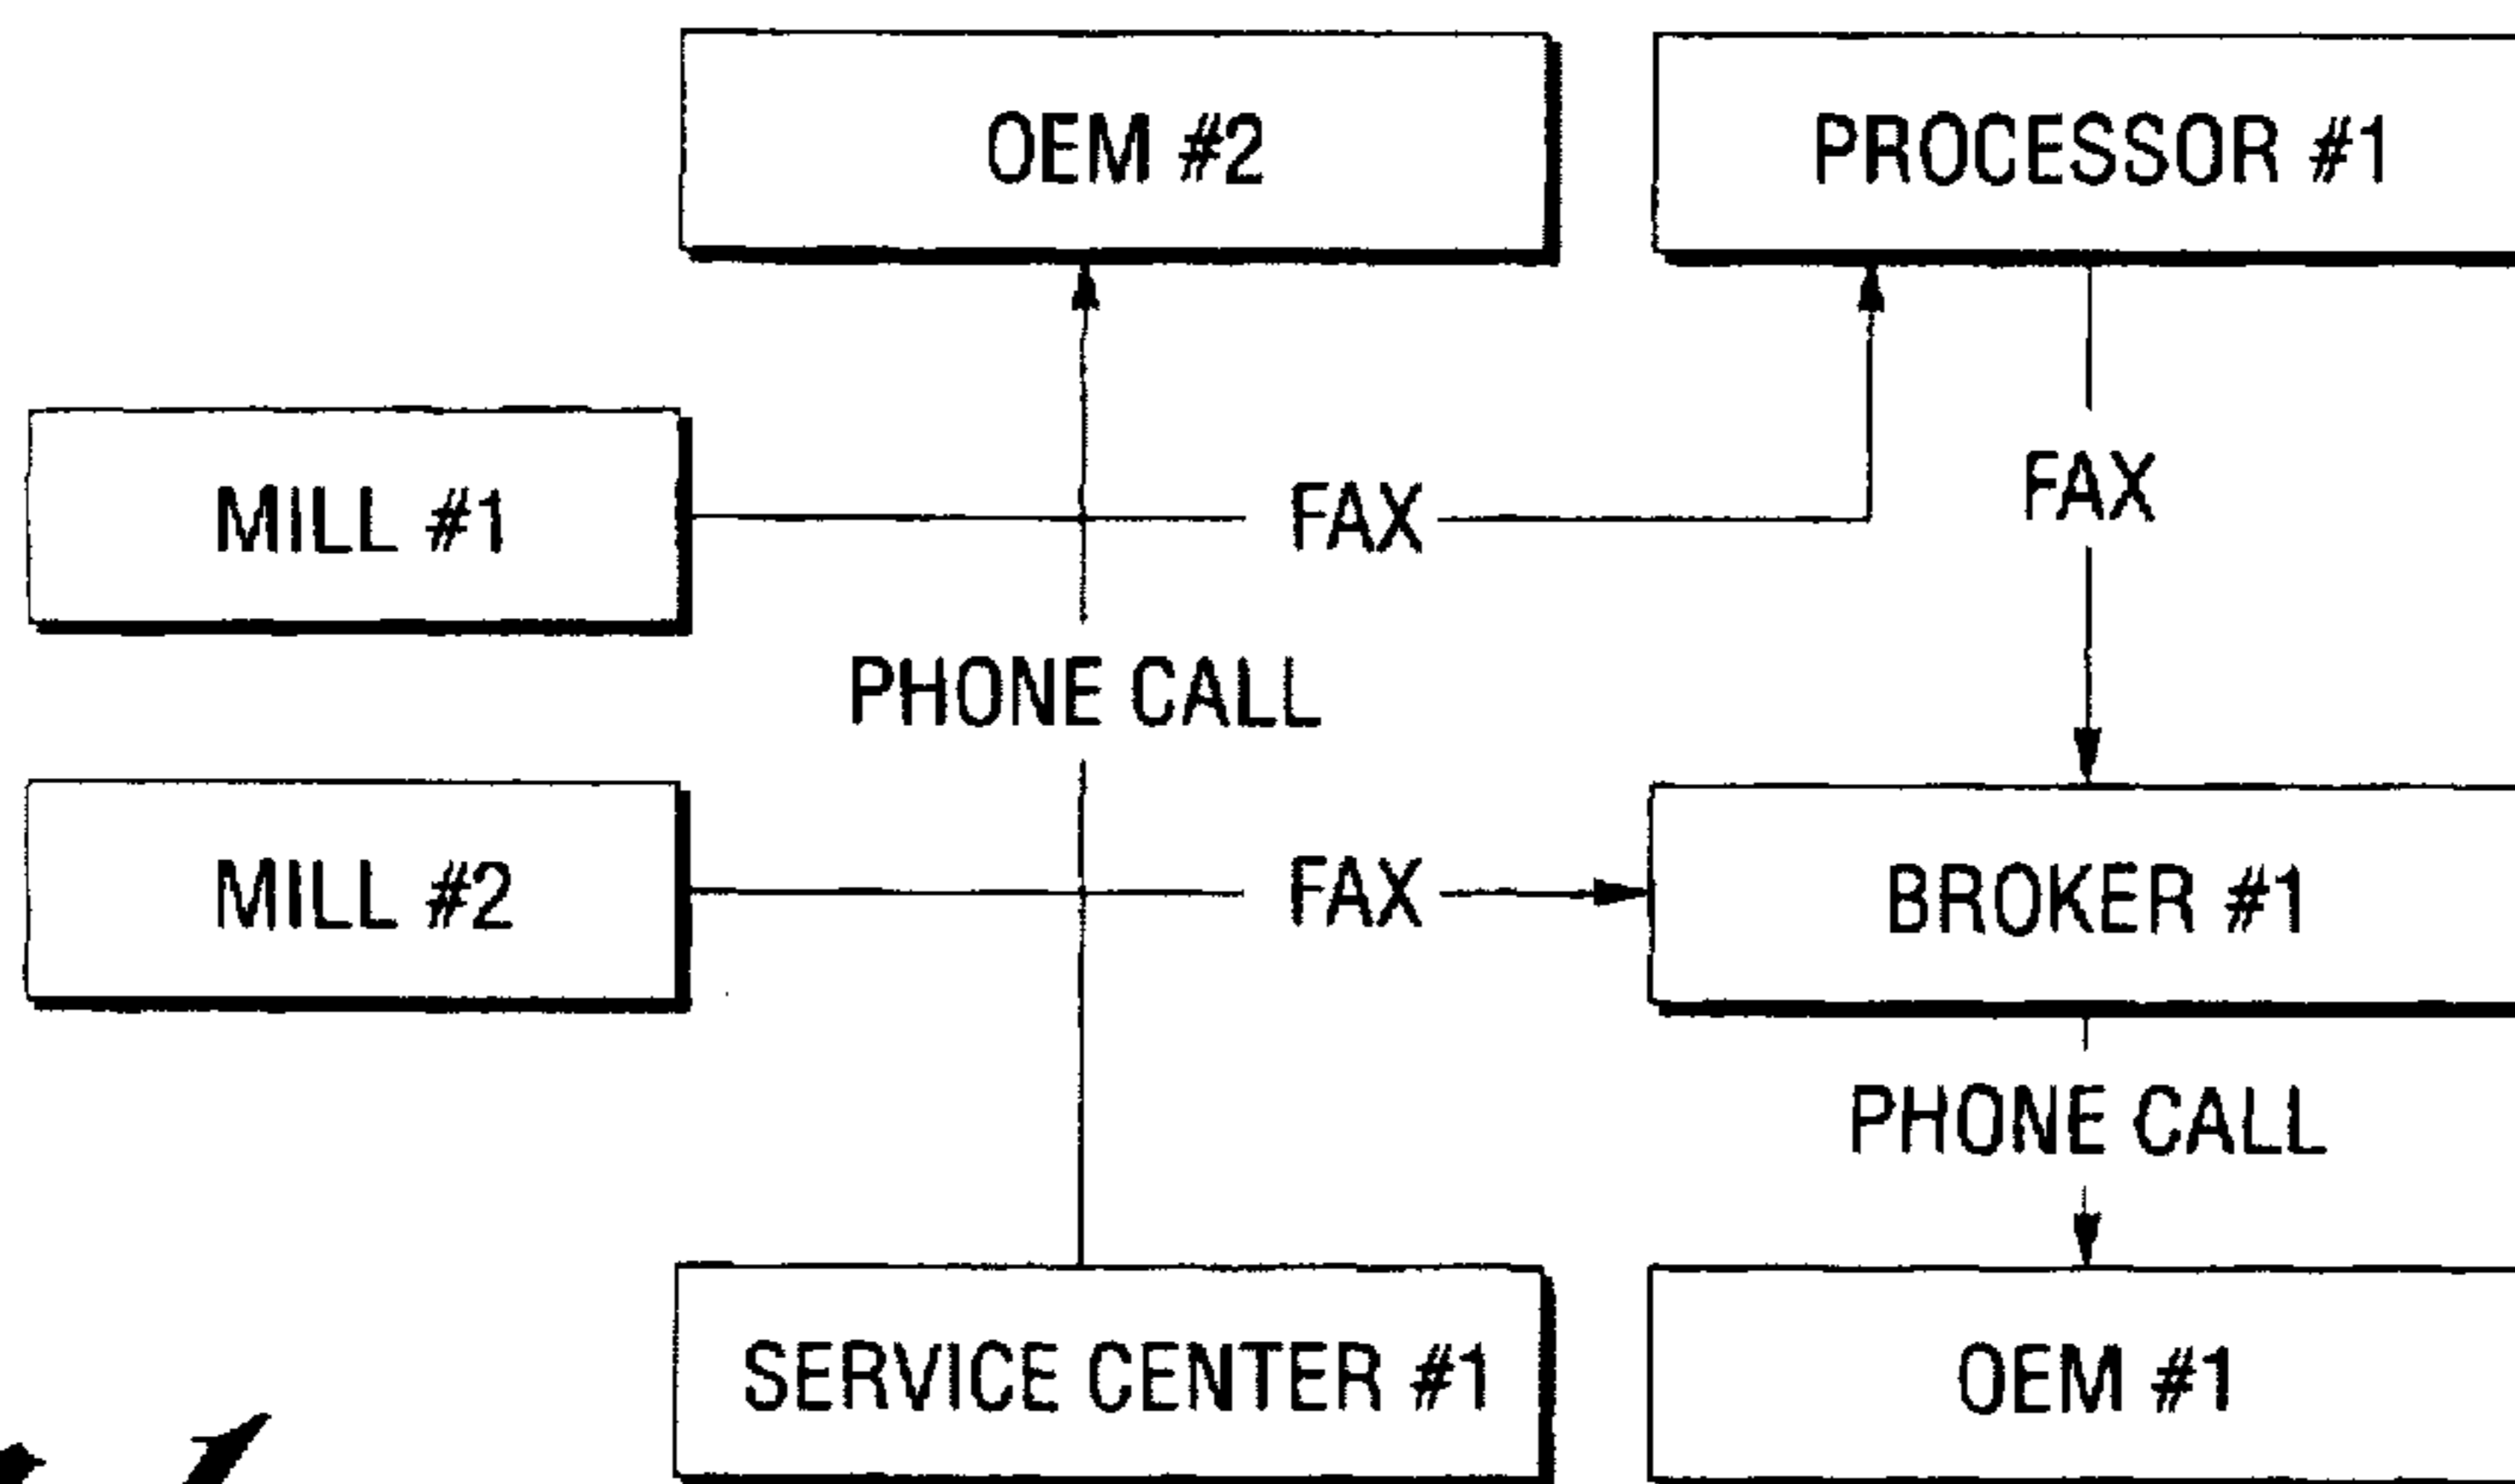 OEM #2
PROCESSOR #1
MILL #1
FAX
FAX
PHONE CALL
MILL #2
FAX
BROKER #1
PHONE CALL
SERVICE CENTER #1
OEM #1